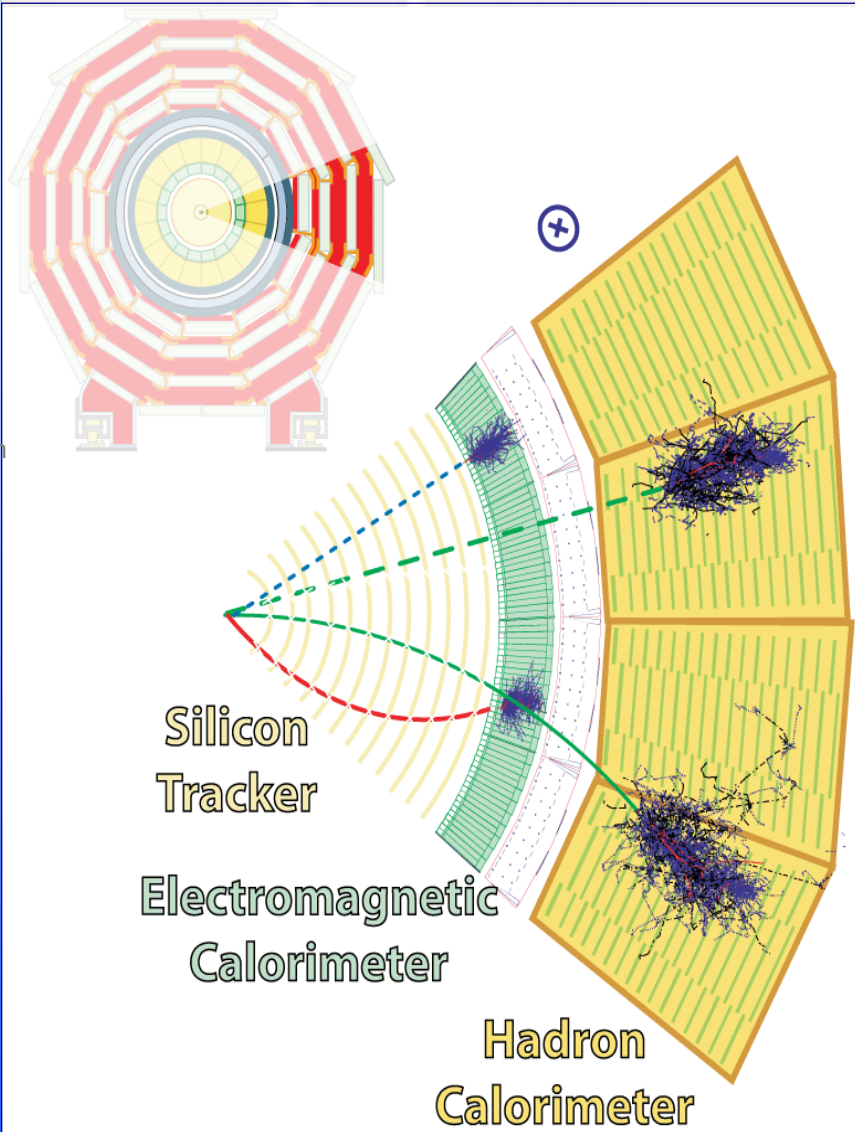 Silicon
Tracker
Electromagnetic
Calorimeter
Hadron
Calorimeter